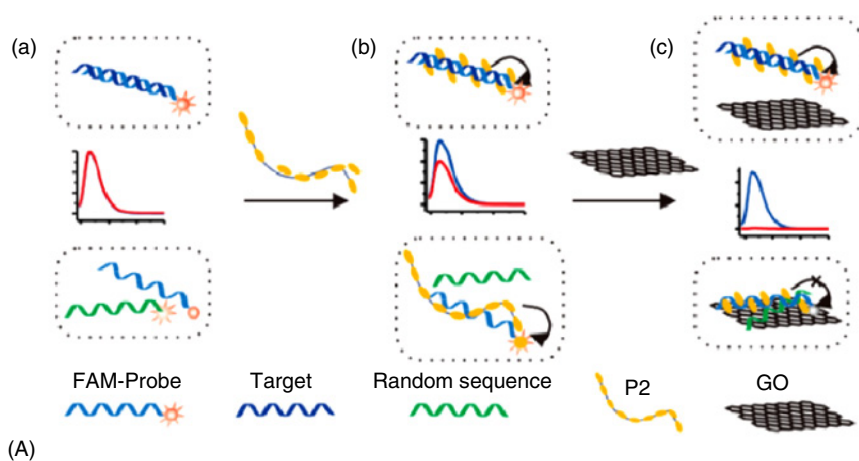 (a)
(b)
(c)
FAM-Probe
Target
Random sequence
P2
GO
(A)